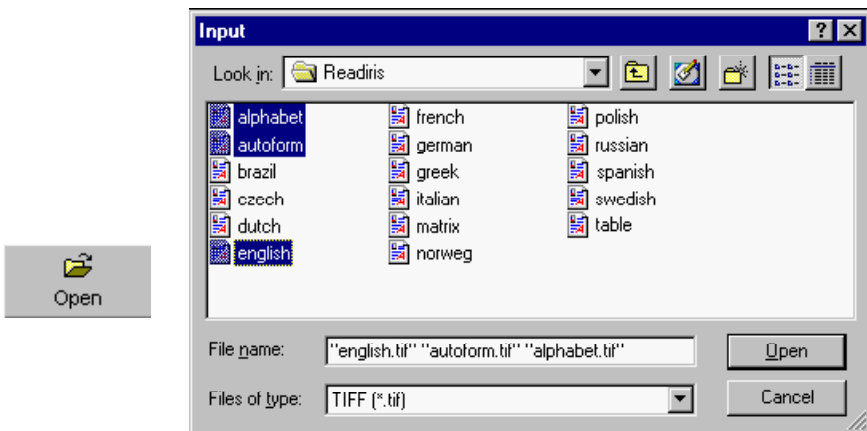 Input
Look in: Readiris
alphabet french polish
autoform german russian
brazil greek spanish
czech italian swedish
dutch matrix table
english norweg
Open
File name: "english.tif" "autoform.tif" "alphabet.tif" Open
Files of type: TIFF (*.tif) Cancel